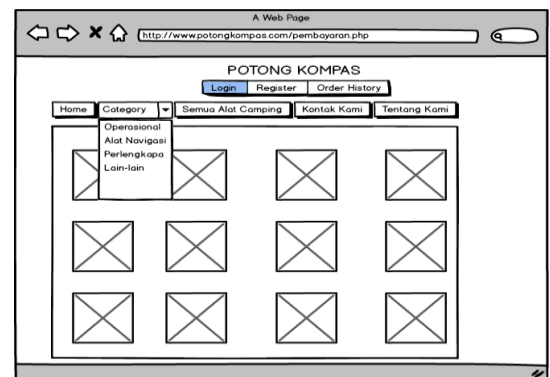 A Web Page
http://www.potongkompas.com/pembayaran.php
POTONG KOMPAS
Login Register Order History
Home Category Semua Alat Camping Kontak Kami Tentang Kami
Operasional
Alat Navigasi
Perlengkapa
Lain-lain